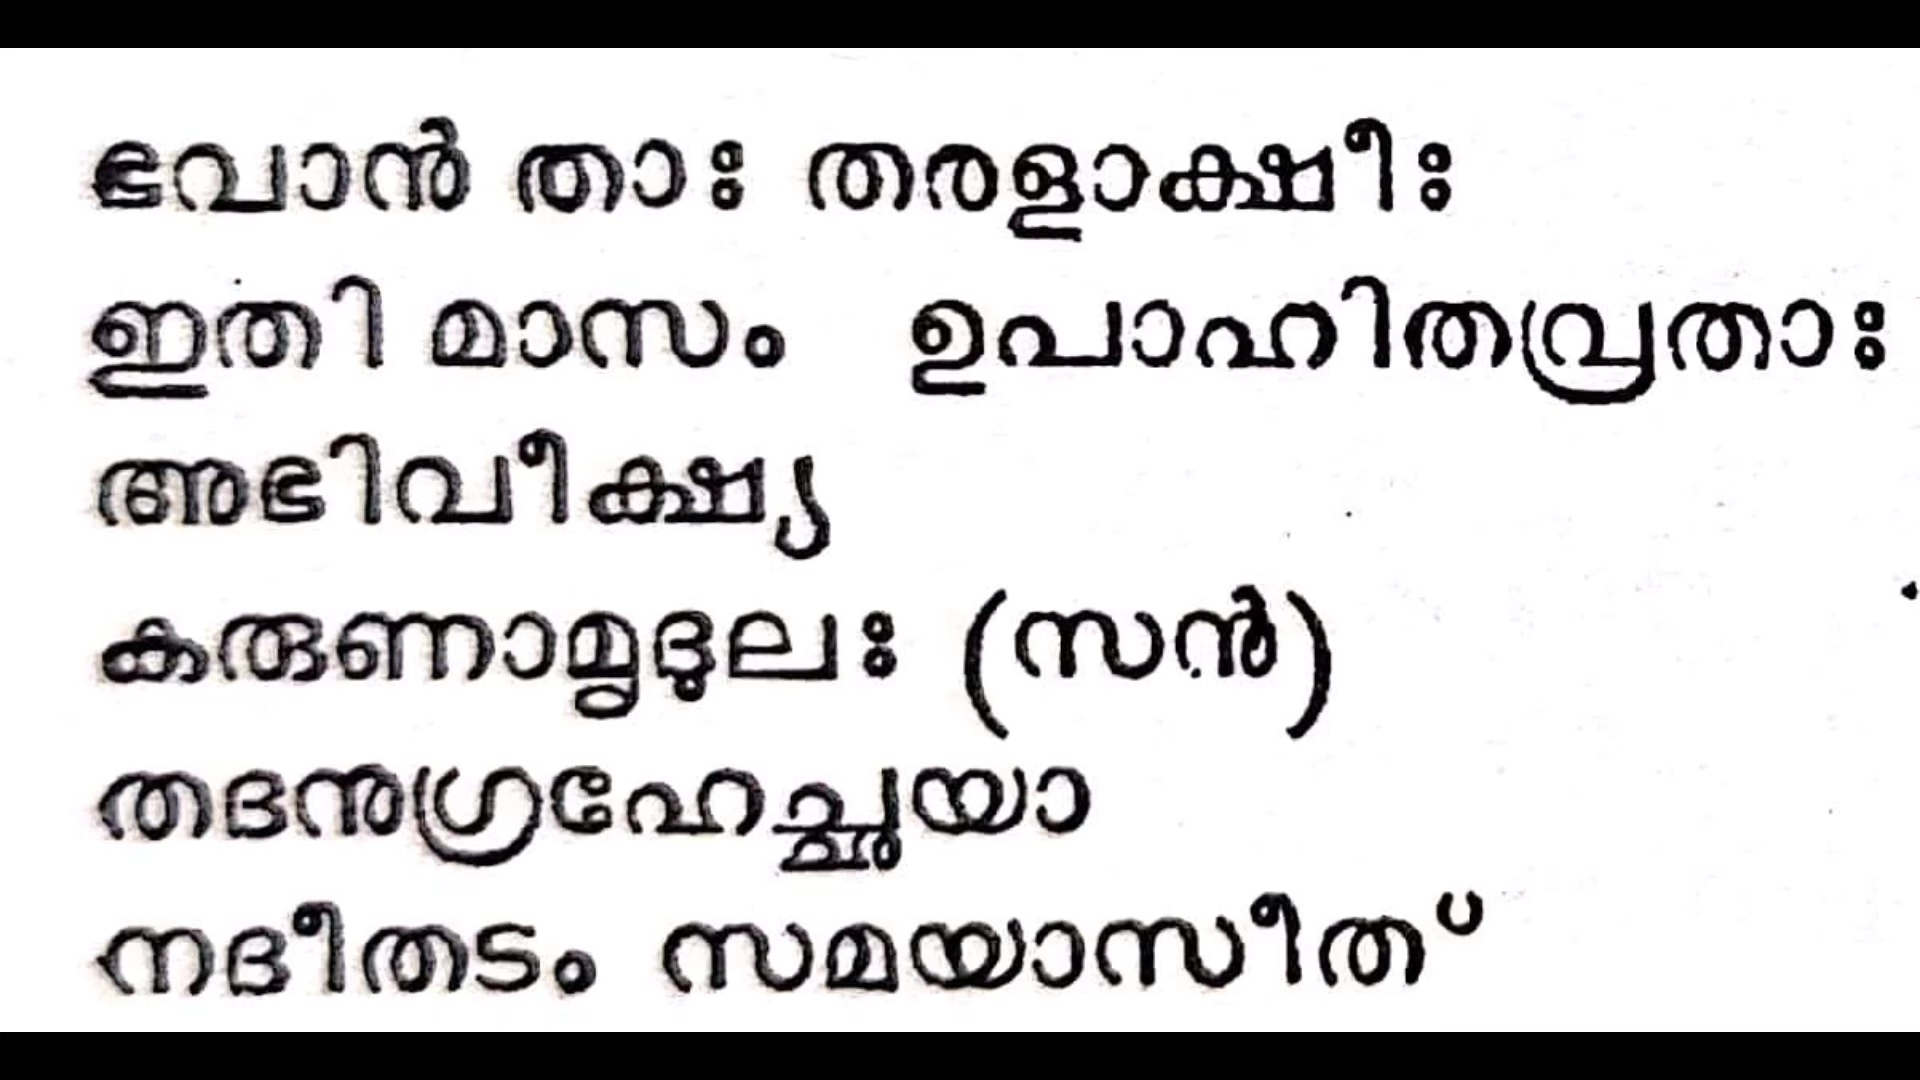 ഭവാൻ താഃ തരളാക്ഷീഃ
ഇതി മാസം ഉപാഹിതവ്രതാഃ
അഭിവീക്ഷ്യ
കരുണാമൃദുലഃ (സൻ)
തദനുഗ്രഹേച്ഛയാ
നദീതടം സമയാസീത്